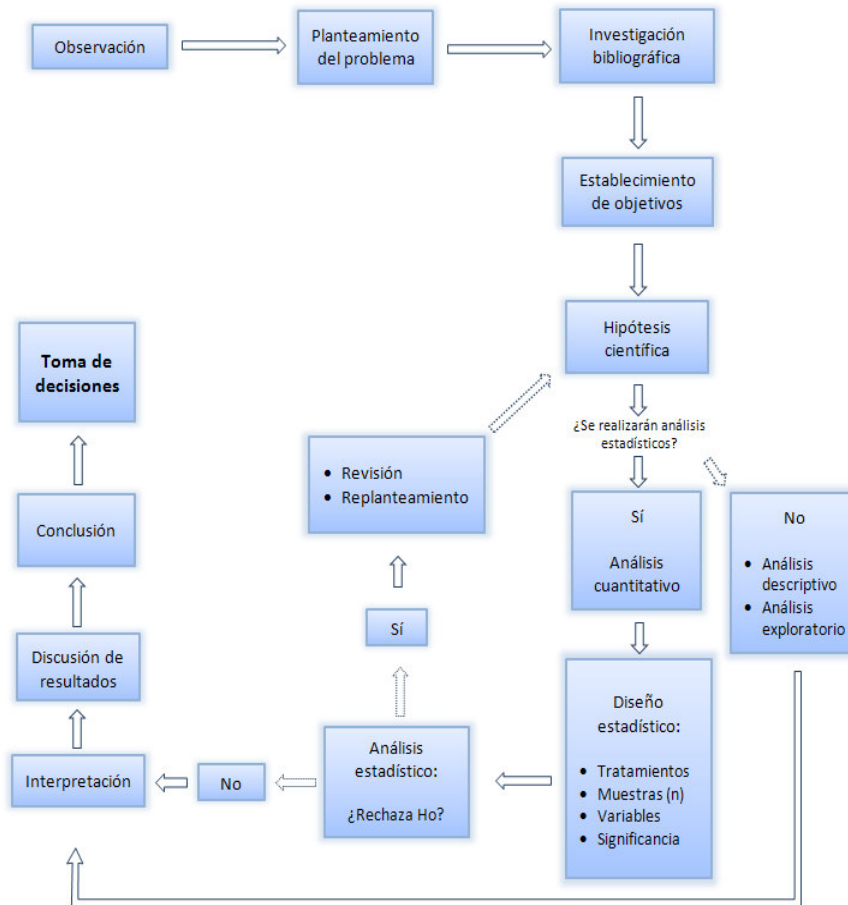 Observación
Planteamiento
del problema
Investigación
bibliográfica
Establecimiento
de objetivos
Hipótesis
científica
¿Se realizarán análisis
estadísticos?
Sí
Análisis
cuantitativo
No
• Análisis
descriptivo
• Análisis
exploratorio
Diseño
estadístico:
• Tratamientos
• Muestras (n)
• Variables
• Significancia
Análisis
estadístico:
¿Rechaza Ho?
Sí
• Revisión
• Replanteamiento
No
Interpretación
Discusión de
resultados
Conclusión
Toma de
decisiones